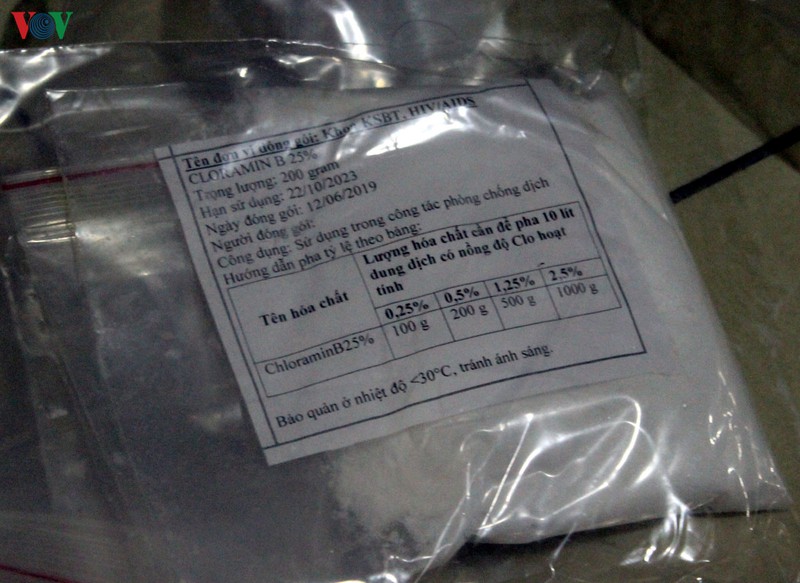 VOV
Tên đơn vị đóng gói: Khoa KSBT, HIV/AIDS
CLORAMIN B 25%
Trọng lượng: 200 gram
Hạn sử dụng: 22/10/2023
Ngày đóng gói: 12/06/2019
Người đóng gói:
Công dụng: Sử dụng trong công tác phòng chống dịch
Hướng dẫn pha tỷ lệ theo bảng:
Tên hóa chất
Lượng hóa chất cần để pha 10 lít
dung dịch có nồng độ Clo hoạt
tính
0,25% 0,5% 1,25% 2,5%
ChloraminB25% 100 g 200 g 500 g 1000 g
Bảo quản ở nhiệt độ <30°C, tránh ánh sáng.